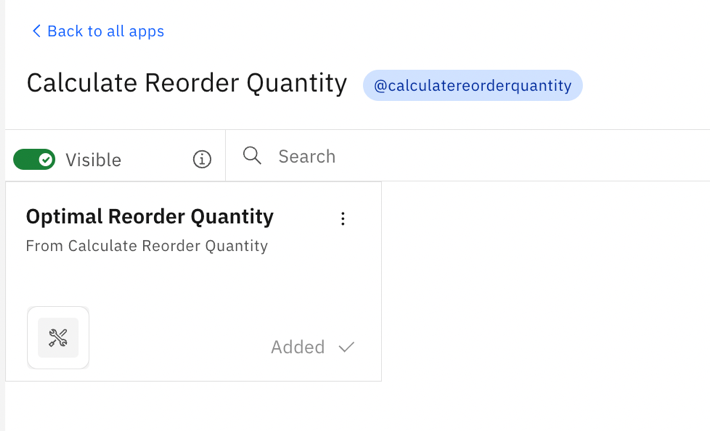 Back to all apps
Calculate Reorder Quantity @calculatereorderquantity
Visible Search
Optimal Reorder Quantity
From Calculate Reorder Quantity
Added